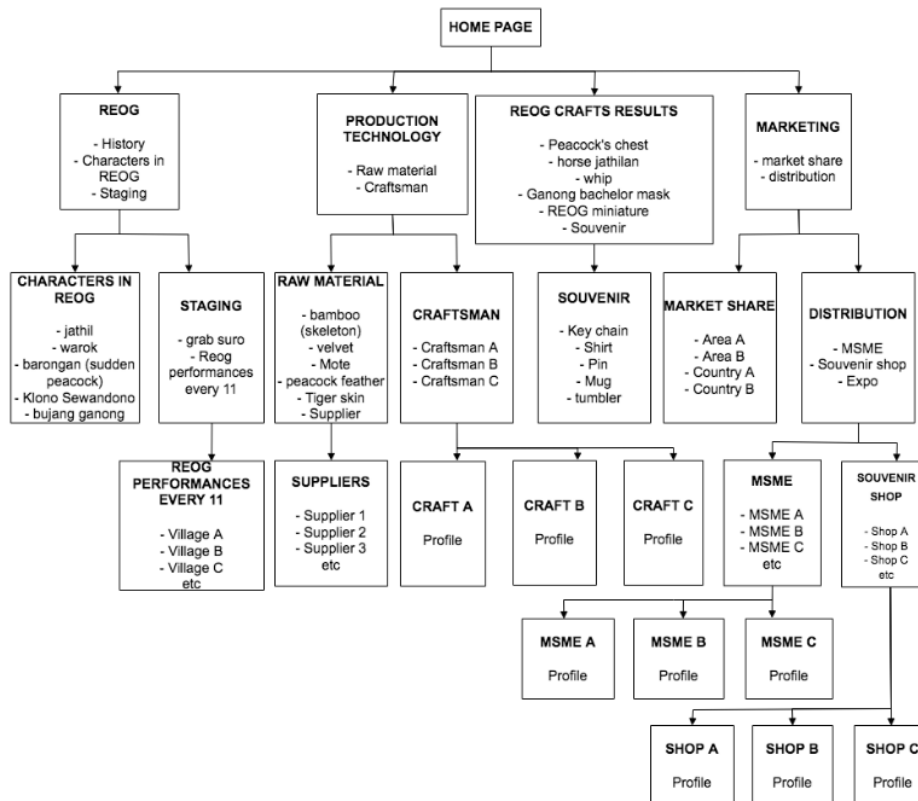 HOME PAGE
REOG
- History
- Characters in
REOG
- Staging
PRODUCTION
TECHNOLOGY
- Raw material
- Craftsman
REOG CRAFTS RESULTS
- Peacock's chest
- horse jathilan
- whip
- Ganong bachelor mask
- REOG miniature
- Souvenir
MARKETING
- market share
- distribution
CHARACTERS IN
REOG
- jathil
- warok
- barongan (sudden
peacock)
- Klono Sewandono
- bujang ganong
STAGING
- grab suro
- Reog
performances
every 11
RAW MATERIAL
- bamboo
(skeleton)
- velvet
- Mote
- peacock feather
- Tiger skin
- Supplier
CRAFTSMAN
- Craftsman A
- Craftsman B
- Craftsman C
SOUVENIR
- Key chain
- Shirt
- Pin
- Mug
- tumbler
MARKET SHARE
- Area A
- Area B
- Country A
- Country B
DISTRIBUTION
- MSME
- Souvenir shop
- Expo
REOG
PERFORMANCES
EVERY 11
- Village A
- Village B
- Village C
etc
SUPPLIERS
- Supplier 1
- Supplier 2
- Supplier 3
etc
CRAFT A
Profile
CRAFT B
Profile
CRAFT C
Profile
MSME
- MSME A
- MSME B
- MSME C
etc
SOUVENIR
SHOP
- Shop A
- Shop B
- Shop C
etc
MSME A
Profile
MSME B
Profile
MSME C
Profile
SHOP A
Profile
SHOP B
Profile
SHOP C
Profile